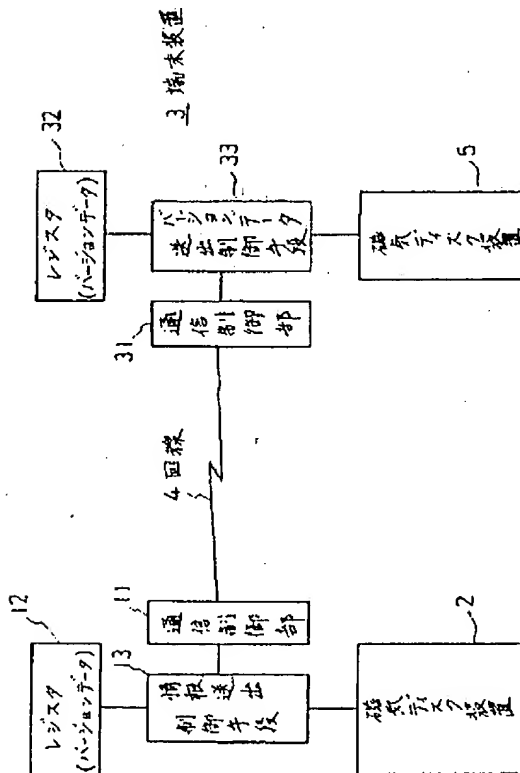 12
レジスタ
(バージョンデータ)
13
情報送出
制御手段
11
通信制御部
2
磁気ディスク装置
4 回線
32
レジスタ
(バージョンデータ)
3 端末装置
33
バージョンデータ
送出制御手段
31
通信制御部
5
磁気ディスク装置